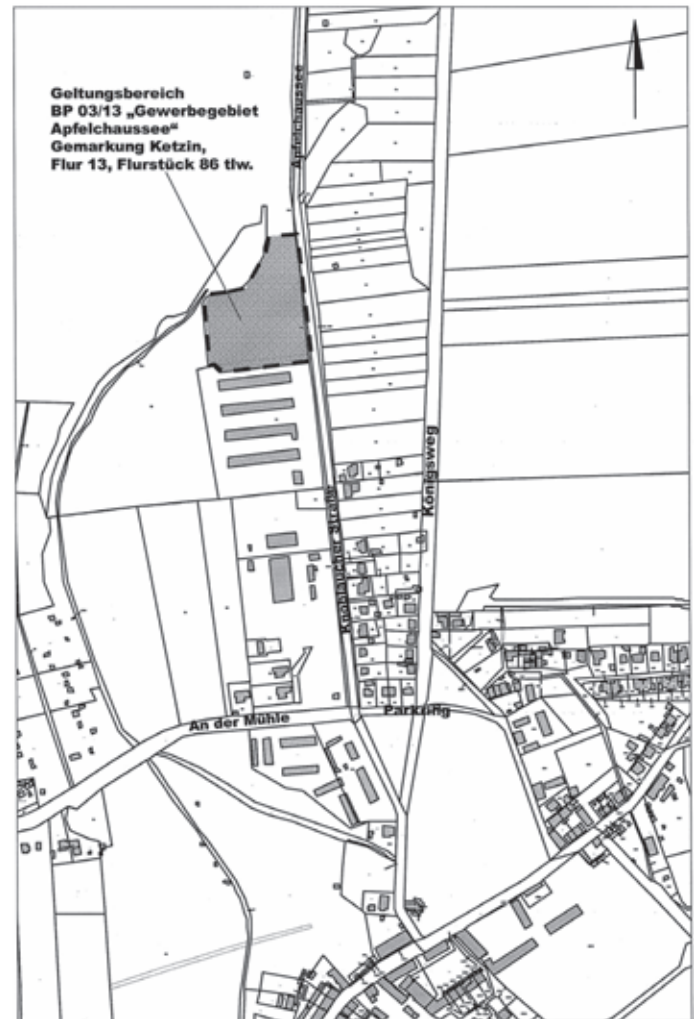 Geltungsbereich
BP 03/13 „Gewerbegebiet
Apfelchaussee“
Gemarkung Ketzin,
Flur 13, Flurstück 86 tlw.
Apfelchaussee
Königsweg
Knoblaucher Straße
An der Mühle
Parkring